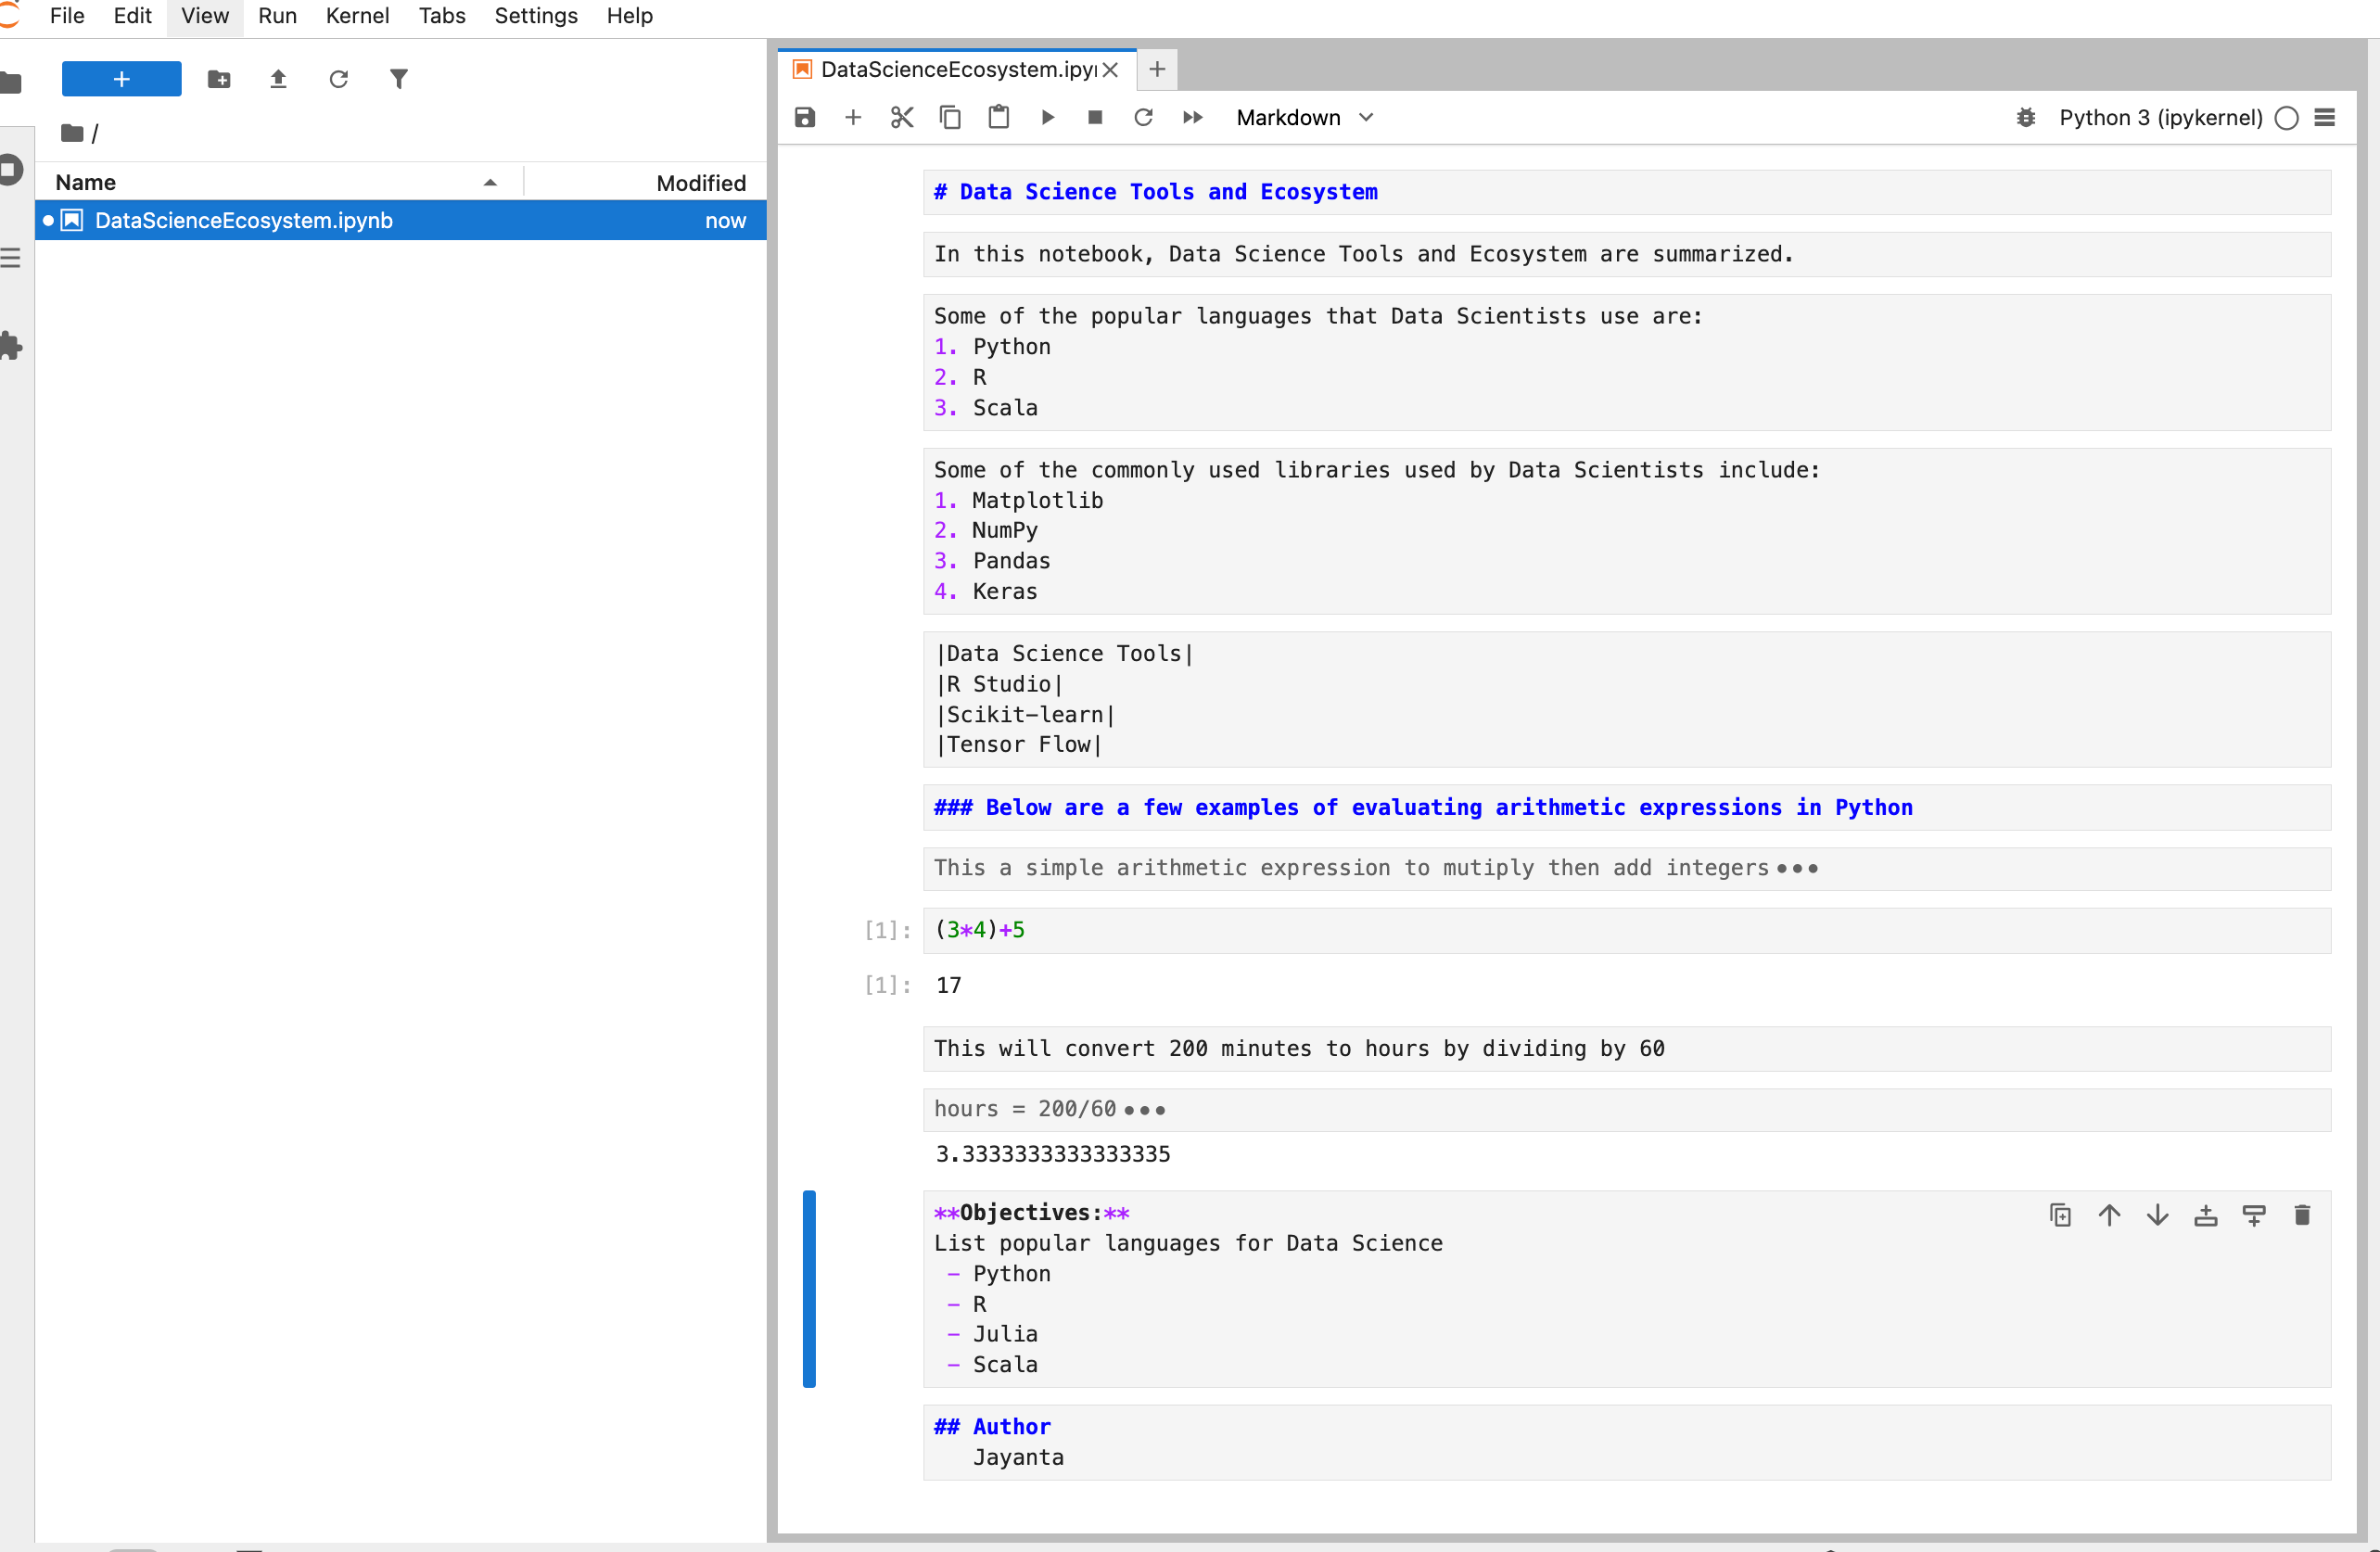 File Edit View Run Kernel Tabs Settings Help
DataScienceEcosystem.ipyı
Markdown
Python 3 (ipykernel)
/
Name Modified
DataScienceEcosystem.ipynb now
# Data Science Tools and Ecosystem
In this notebook, Data Science Tools and Ecosystem are summarized.
Some of the popular languages that Data Scientists use are:
1. Python
2. R
3. Scala
Some of the commonly used libraries used by Data Scientists include:
1. Matplotlib
2. NumPy
3. Pandas
4. Keras
|Data Science Tools|
|R Studio|
|Scikit-learn|
|Tensor Flow|
### Below are a few examples of evaluating arithmetic expressions in Python
This a simple arithmetic expression to mutiply then add integers•••
[1]: (3*4)+5
[1]: 17
This will convert 200 minutes to hours by dividing by 60
hours = 200/60•••
3.3333333333333335
**Objectives:**
List popular languages for Data Science
- Python
- R
- Julia
- Scala
## Author
Jayanta